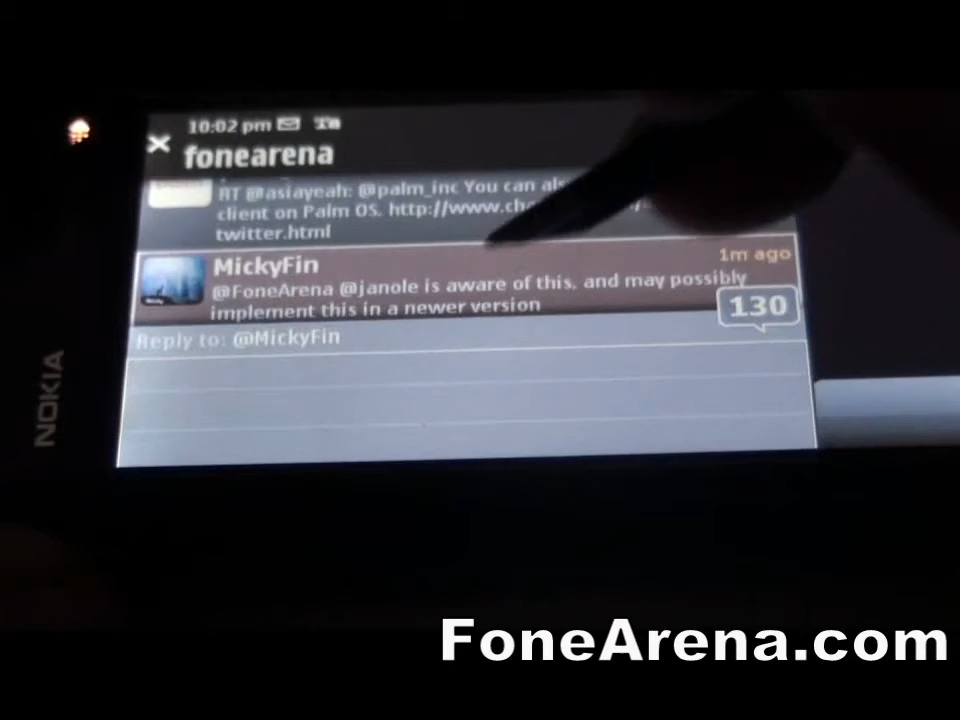 10:02 pm
fonearena
RT @asiayeah: @palm_inc You can
client on Palm OS. http://www.
twitter.html
MickyFin
1m ago
@FoneArena @janole is aware of this, and may possibly
implement this in a newer version
130
Reply to: @MickyFin
NOKIA
FoneArena.com